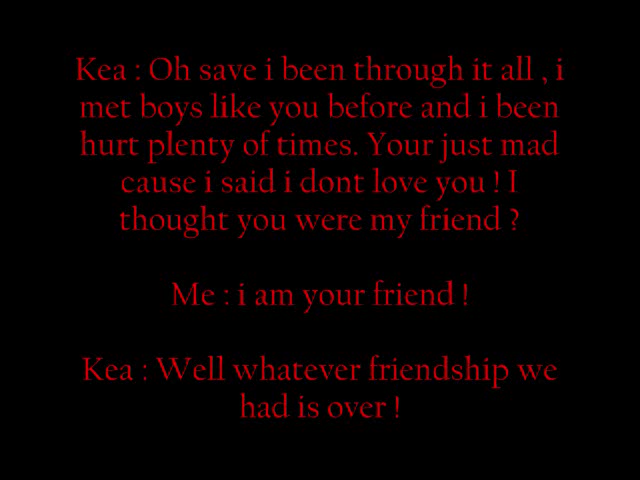 Kea : Oh save i been through it all , i
met boys like you before and i been
hurt plenty of times. Your just mad
cause i said i dont love you ! I
thought you were my friend ?
Me : i am your friend !
Kea : Well whatever friendship we
had is over !